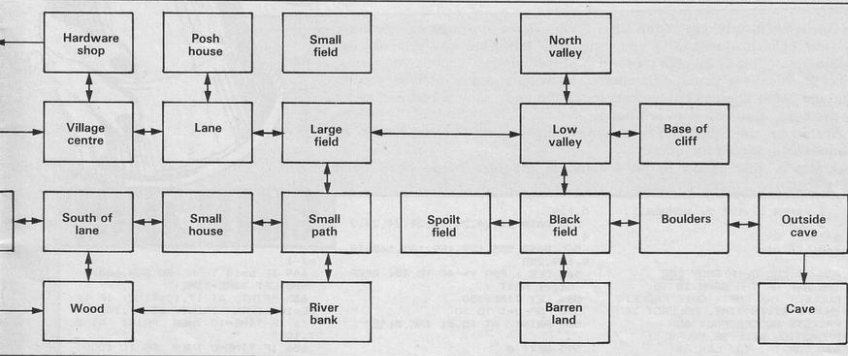 Hardware
shop
Posh
house
Small
field
North
valley
Village
centre
Lane
Large
field
Low
valley
Base of
cliff
South of
lane
Small
house
Small
path
Spoilt
field
Black
field
Boulders
Outside
cave
Wood
River
bank
Barren
land
Cave